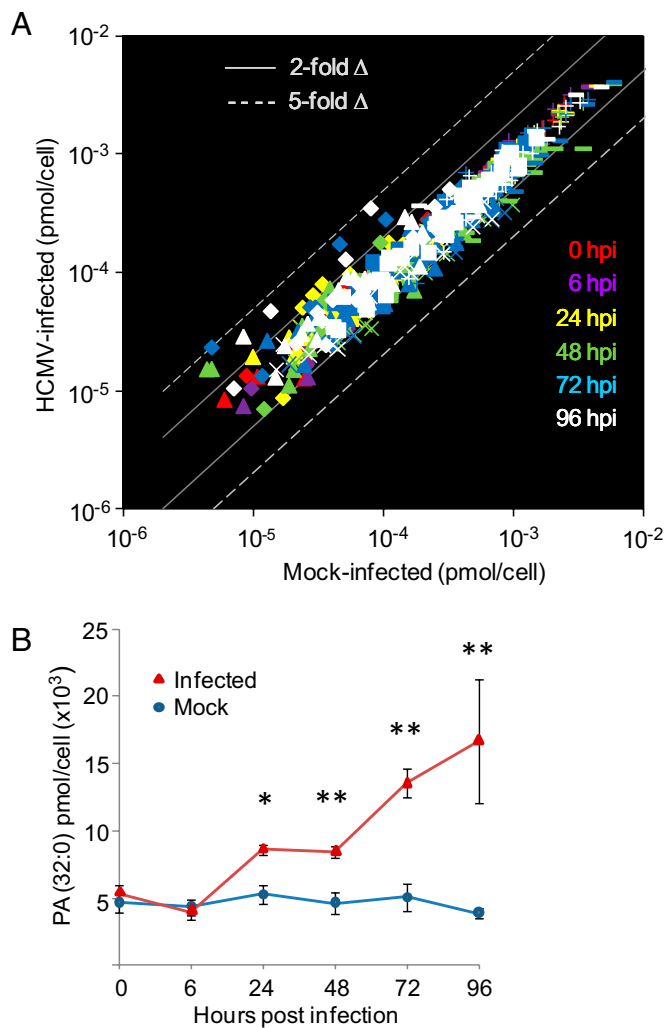 A
10⁻²
10⁻³
10⁻⁴
10⁻⁵
10⁻⁶
HCMV-infected (pmol/cell)
2-fold Δ
5-fold Δ
0 hpi
6 hpi
24 hpi
48 hpi
72 hpi
96 hpi
10⁻⁶ 10⁻⁵ 10⁻⁴ 10⁻³ 10⁻²
Mock-infected (pmol/cell)
B
25
20
15
10
5
PA (32:0) pmol/cell (x10³)
Infected
Mock
*
**
**
**
0 6 24 48 72 96
Hours post infection